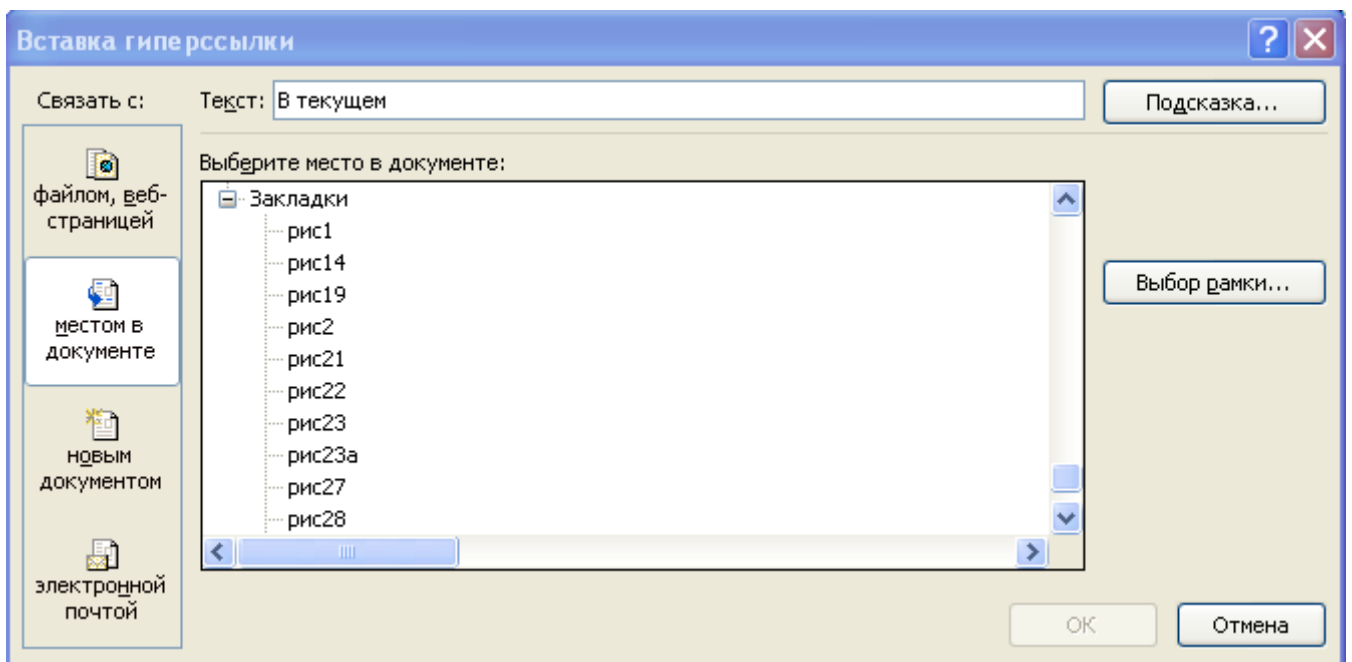 Вставка гиперссылки
Связать с:
Текст: В текущем
Подсказка...
файлом, веб-
страницей
местом в
документе
новым
документом
электронной
почтой
Выберите место в документе:
Закладки
рис1
рис14
рис19
рис2
рис21
рис22
рис23
рис23а
рис27
рис28
Выбор рамки...
ОК
Отмена